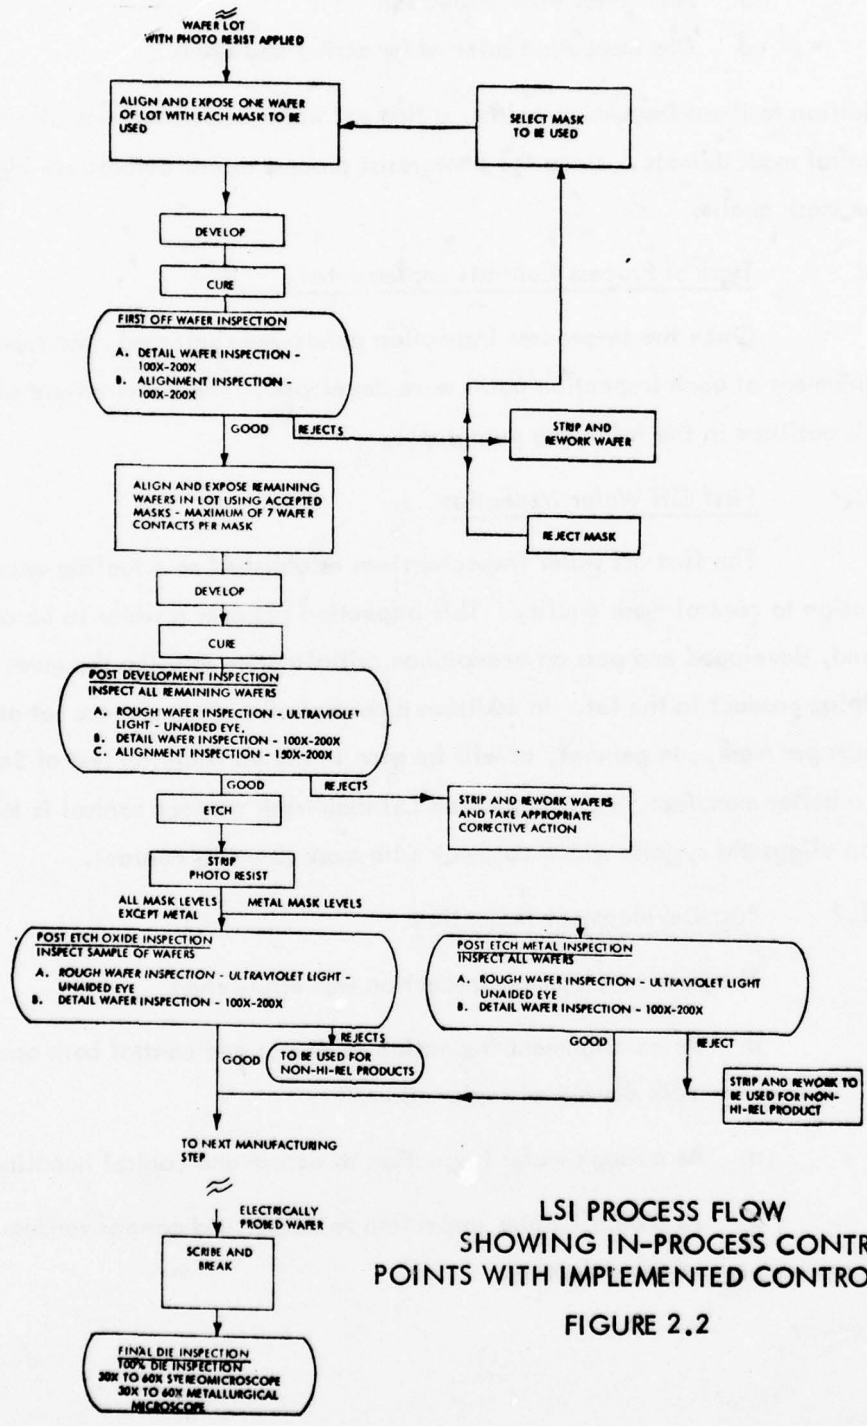 WAFER LOT
WITH PHOTO RESIST APPLIED
ALIGN AND EXPOSE ONE WAFER
OF LOT WITH EACH MASK TO BE
USED
SELECT MASK
TO BE USED
DEVELOP
CURE
FIRST OFF WAFER INSPECTION
A. DETAIL WAFER INSPECTION -
100X-200X
B. ALIGNMENT INSPECTION -
100X-200X
GOOD
REJECTS
STRIP AND
REWORK WAFER
REJECT MASK
ALIGN AND EXPOSE REMAINING
WAFERS IN LOT USING ACCEPTED
MASKS - MAXIMUM OF 7 WAFER
CONTACTS PER MASK
DEVELOP
CURE
POST DEVELOPMENT INSPECTION
INSPECT ALL REMAINING WAFERS
A. ROUGH WAFER INSPECTION - ULTRAVIOLET
LIGHT - UNAIDED EYE.
B. DETAIL WAFER INSPECTION - 100X-200X
C. ALIGNMENT INSPECTION - 150X-200X
GOOD
REJECTS
STRIP AND REWORK WAFERS
AND TAKE APPROPRIATE
CORRECTIVE ACTION
ETCH
STRIP
PHOTO RESIST
ALL MASK LEVELS
EXCEPT METAL
METAL MASK LEVELS
POST ETCH OXIDE INSPECTION
INSPECT SAMPLE OF WAFERS
A. ROUGH WAFER INSPECTION - ULTRAVIOLET LIGHT -
UNAIDED EYE
B. DETAIL WAFER INSPECTION - 100X-200X
POST ETCH METAL INSPECTION
INSPECT ALL WAFERS
ROUGH WAFER INSPECTION - ULTRAVIOLET LIGHT
UNAIDED EYE
B. DETAIL WAFER INSPECTION - 100X-200X
GOOD
REJECTS
TO BE USED FOR
NON-HI-REL PRODUCTS
GOOD
REJECT
STRIP AND REWORK TO
BE USED FOR NON-
HI-REL PRODUCT
TO NEXT MANUFACTURING
STEP
ELECTRICALLY
PROBED WAFER
SCRIBE AND
BREAK
FINAL DIE INSPECTION
100% DIE INSPECTION
30X TO 60X STEREOMICROSCOPE
30X TO 60X METALLURGICAL
MICROSCOPE
LSI PROCESS FLOW
SHOWING IN-PROCESS CONTR
POINTS WITH IMPLEMENTED CONTRO
FIGURE 2.2